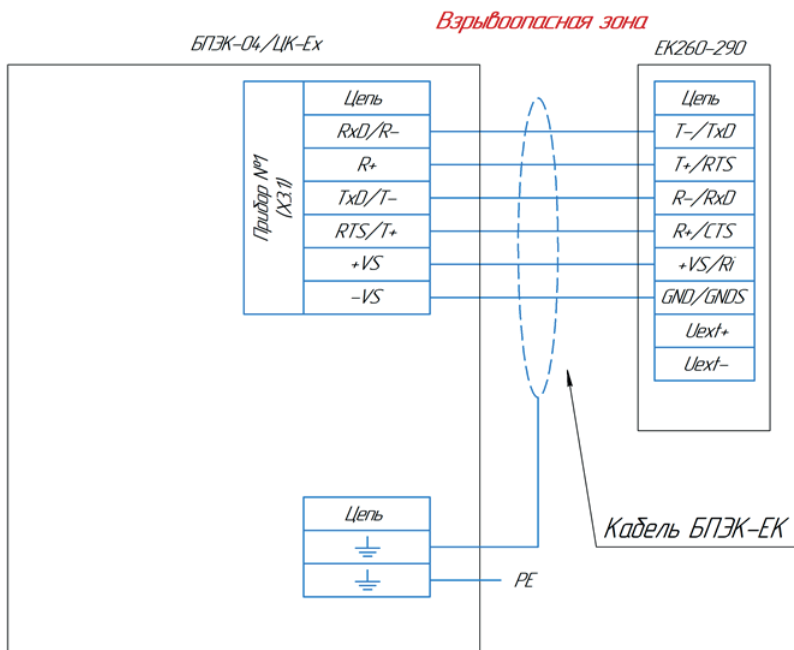 Взрывоопасная зона
БПЭК-04/ЦК-Ex
ЕК260-290
Прибор №1
(X3.1)
Цепь
RxD/R-
R+
TxD/T-
RTS/T+
+VS
-VS
Цепь
T-/TxD
T+/RTS
R-/RxD
R+/CTS
+VS/Ri
GND/GNDS
Uext+
Uext-
Цепь
PE
Кабель БПЭК-ЕК